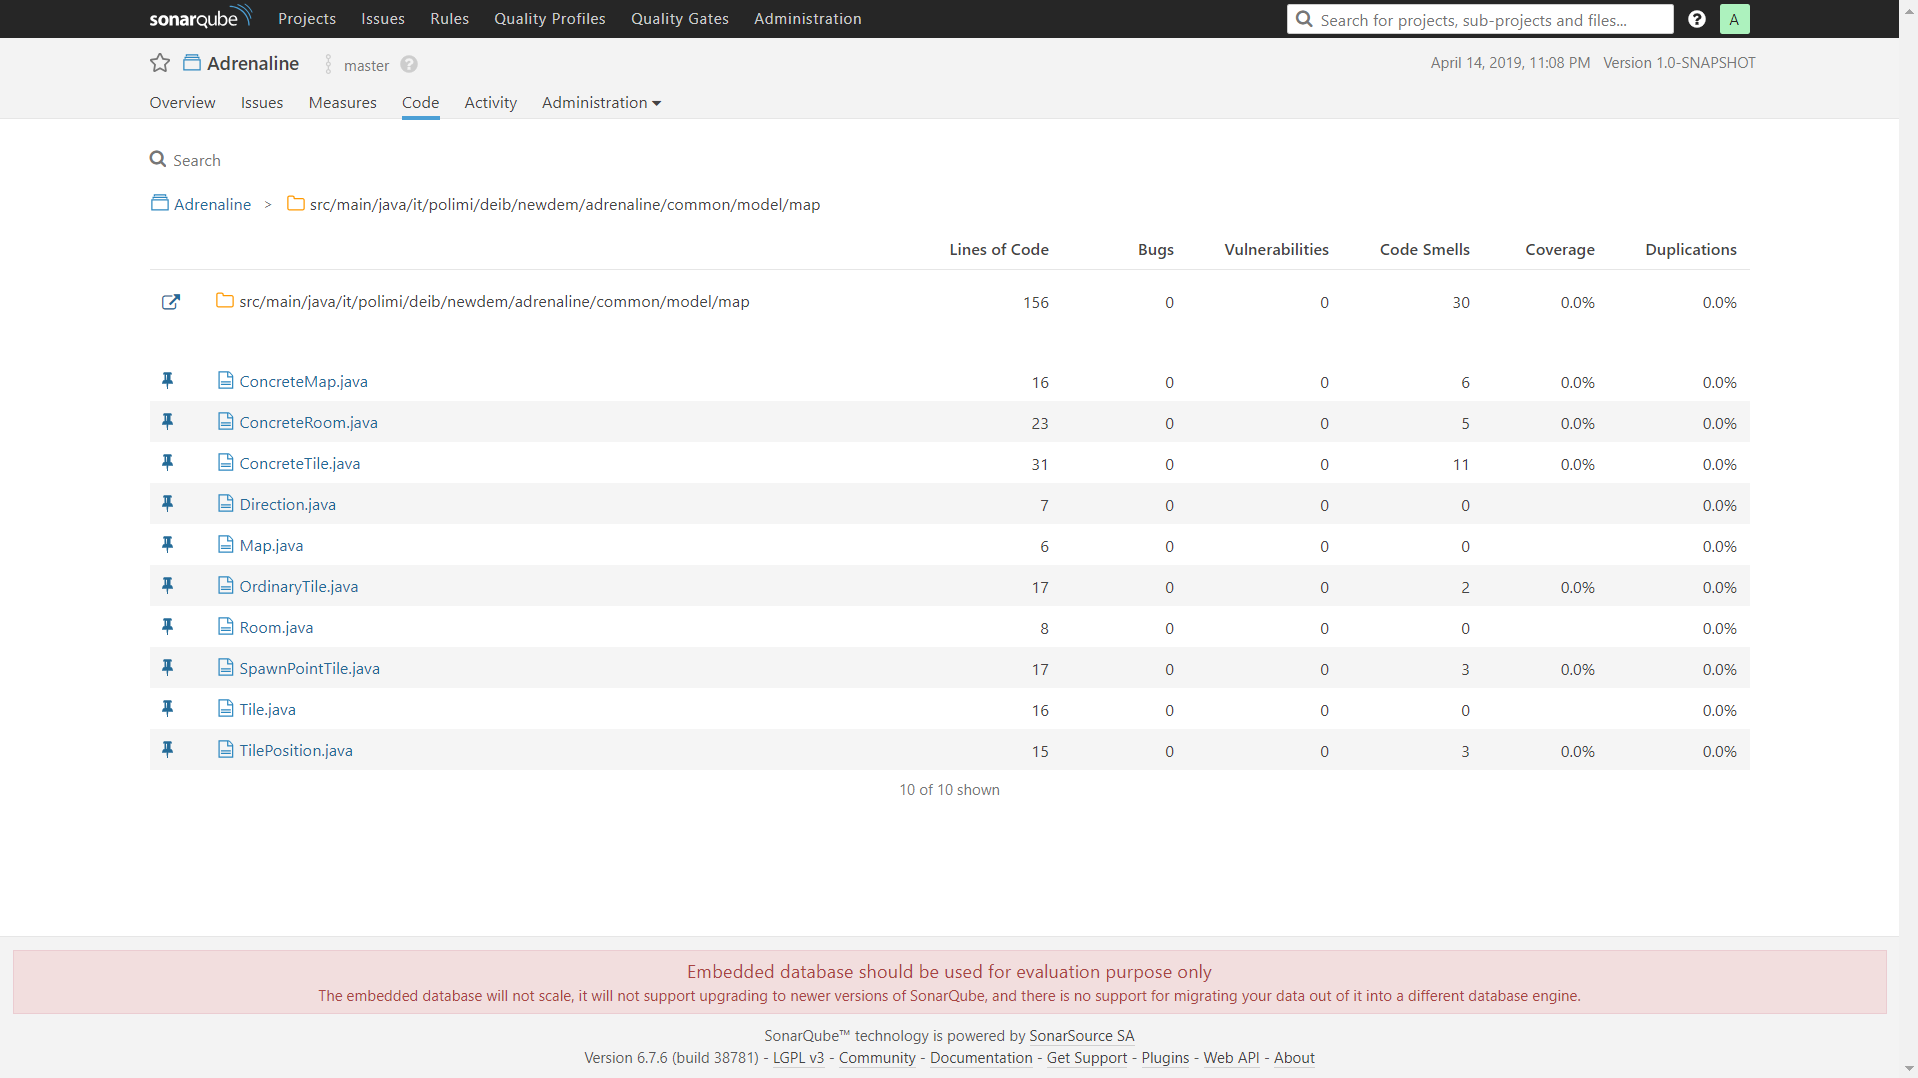 sonarqube Projects Issues Rules Quality Profiles Quality Gates Administration Search for projects, sub-projects and files... ? A
Adrenaline master ? April 14, 2019, 11:08 PM Version 1.0-SNAPSHOT
Overview Issues Measures Code Activity Administration
Search
Adrenaline > src/main/java/it/polimi/deib/newdem/adrenaline/common/model/map
Lines of Code Bugs Vulnerabilities Code Smells Coverage Duplications
src/main/java/it/polimi/deib/newdem/adrenaline/common/model/map 156 0 0 30 0.0% 0.0%
ConcreteMap.java 16 0 0 6 0.0% 0.0%
ConcreteRoom.java 23 0 0 5 0.0% 0.0%
ConcreteTile.java 31 0 0 11 0.0% 0.0%
Direction.java 7 0 0 0 0.0%
Map.java 6 0 0 0 0.0%
OrdinaryTile.java 17 0 0 2 0.0% 0.0%
Room.java 8 0 0 0 0.0%
SpawnPointTile.java 17 0 0 3 0.0% 0.0%
Tile.java 16 0 0 0 0.0%
TilePosition.java 15 0 0 3 0.0% 0.0%
10 of 10 shown
Embedded database should be used for evaluation purpose only
The embedded database will not scale, it will not support upgrading to newer versions of SonarQube, and there is no support for migrating your data out of it into a different database engine.
SonarQube™ technology is powered by SonarSource SA
Version 6.7.6 (build 38781) - LGPL v3 - Community - Documentation - Get Support - Plugins - Web API - About